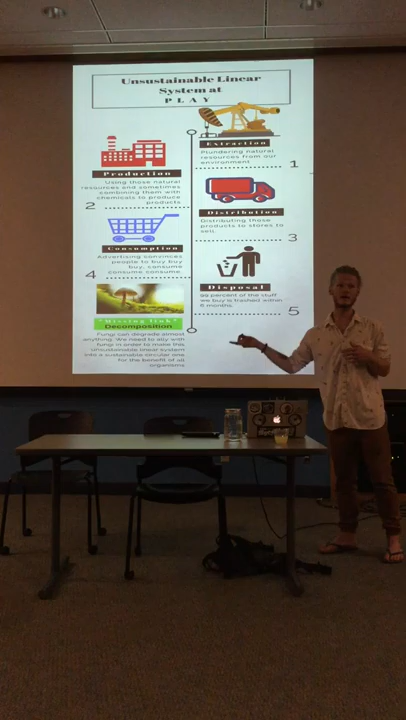 Unsustainable Linear
System at
PLAY
Extraction
Plundering natural
resources from our
environment
1
Production
Using those natural
resources and sometimes
combining them with
chemicals to produce
products
2
Distribution
Distributing those
products to stores to
sell.
3
Consumption
Advertising convinces
people to buy buy
buy, consume
consume consume.
4
Disposal
99 percent of the stuff
we buy is trashed within
6 months.
5
"Missing link"
Decomposition
Fungi can degrade almost
anything. We need to ally with
fungi in order to make this
unsustainable linear system
into a sustainable circular one
for the benefit of all
organisms